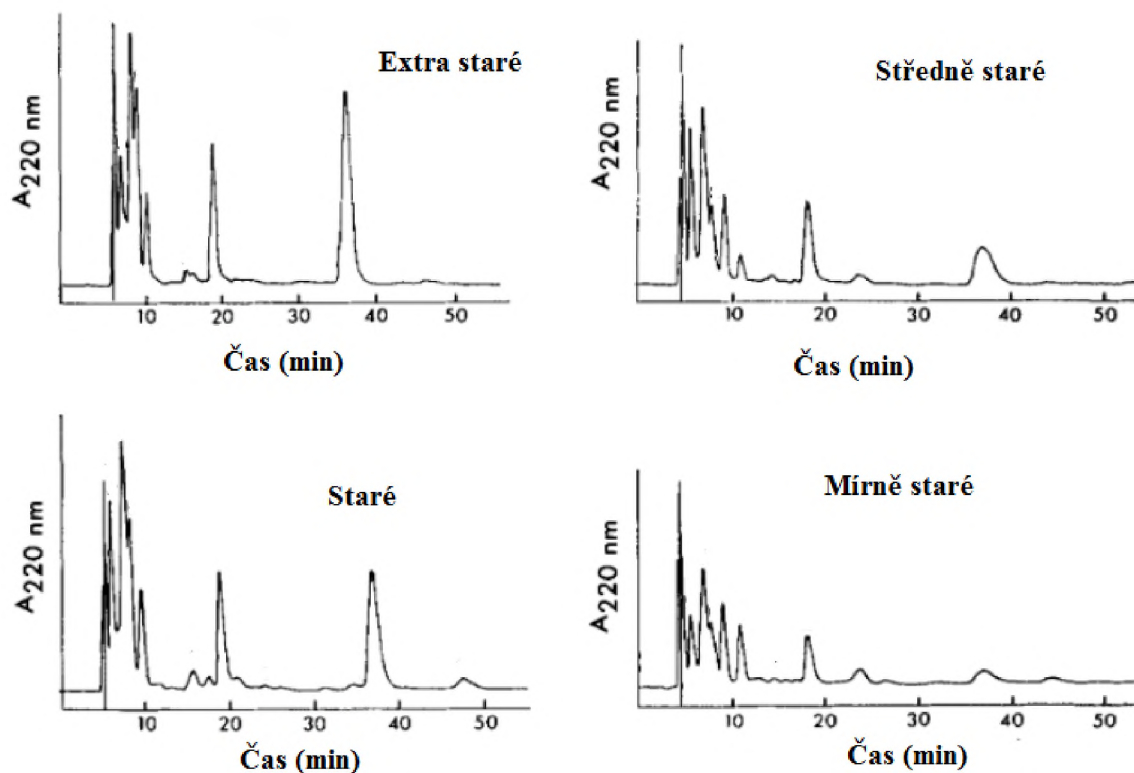 Extra staré
A220 nm
10 20 30 40 50
Čas (min)
Středně staré
A220 nm
10 20 30 40 50
Čas (min)
Staré
A220 nm
10 20 30 40 50
Čas (min)
Mírně staré
A220 nm
10 20 30 40 50
Čas (min)